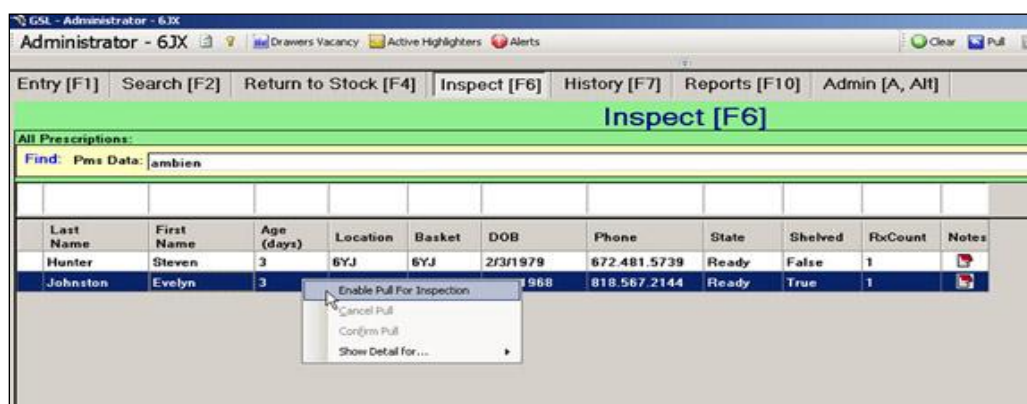 GSL - Administrator - 6JX
Administrator - 6JX Drawers Vacancy Active Highlighters Alerts Clear Pull
Entry [F1] Search [F2] Return to Stock [F4] Inspect [F6] History [F7] Reports [F10] Admin [A, Alt]
Inspect [F6]
All Prescriptions:
Find: Pms Data: ambien
Last Name First Name Age (days) Location Basket DOB Phone State Shelved RxCount Notes
Hunter Steven 3 6YJ 6YJ 2/3/1979 672.481.5739 Ready False 1
Johnston Evelyn 3 1968 818.567.2144 Ready True 1
Enable Pull For Inspection
Cancel Pull
Confirm Pull
Show Detail for...